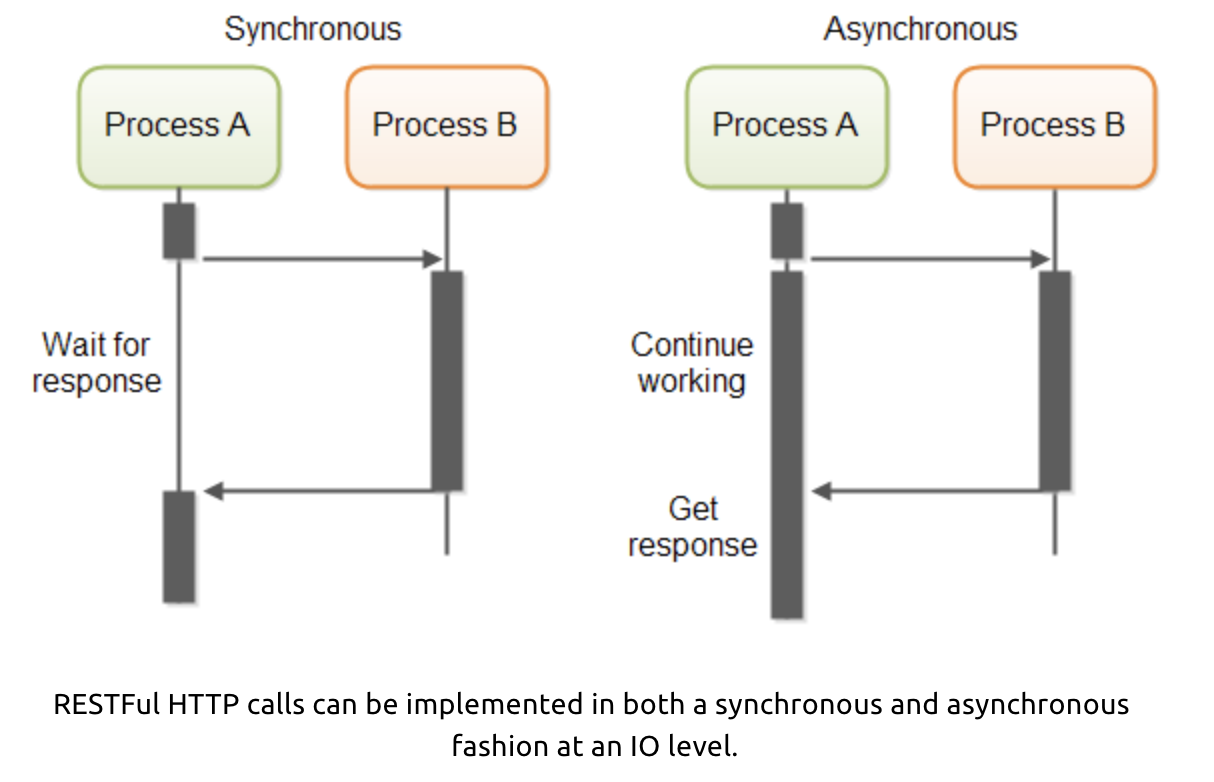 Synchronous
Process A
Process B
Wait for
response
Asynchronous
Process A
Process B
Continue
working
Get
response
RESTFul HTTP calls can be implemented in both a synchronous and asynchronous
fashion at an IO level.